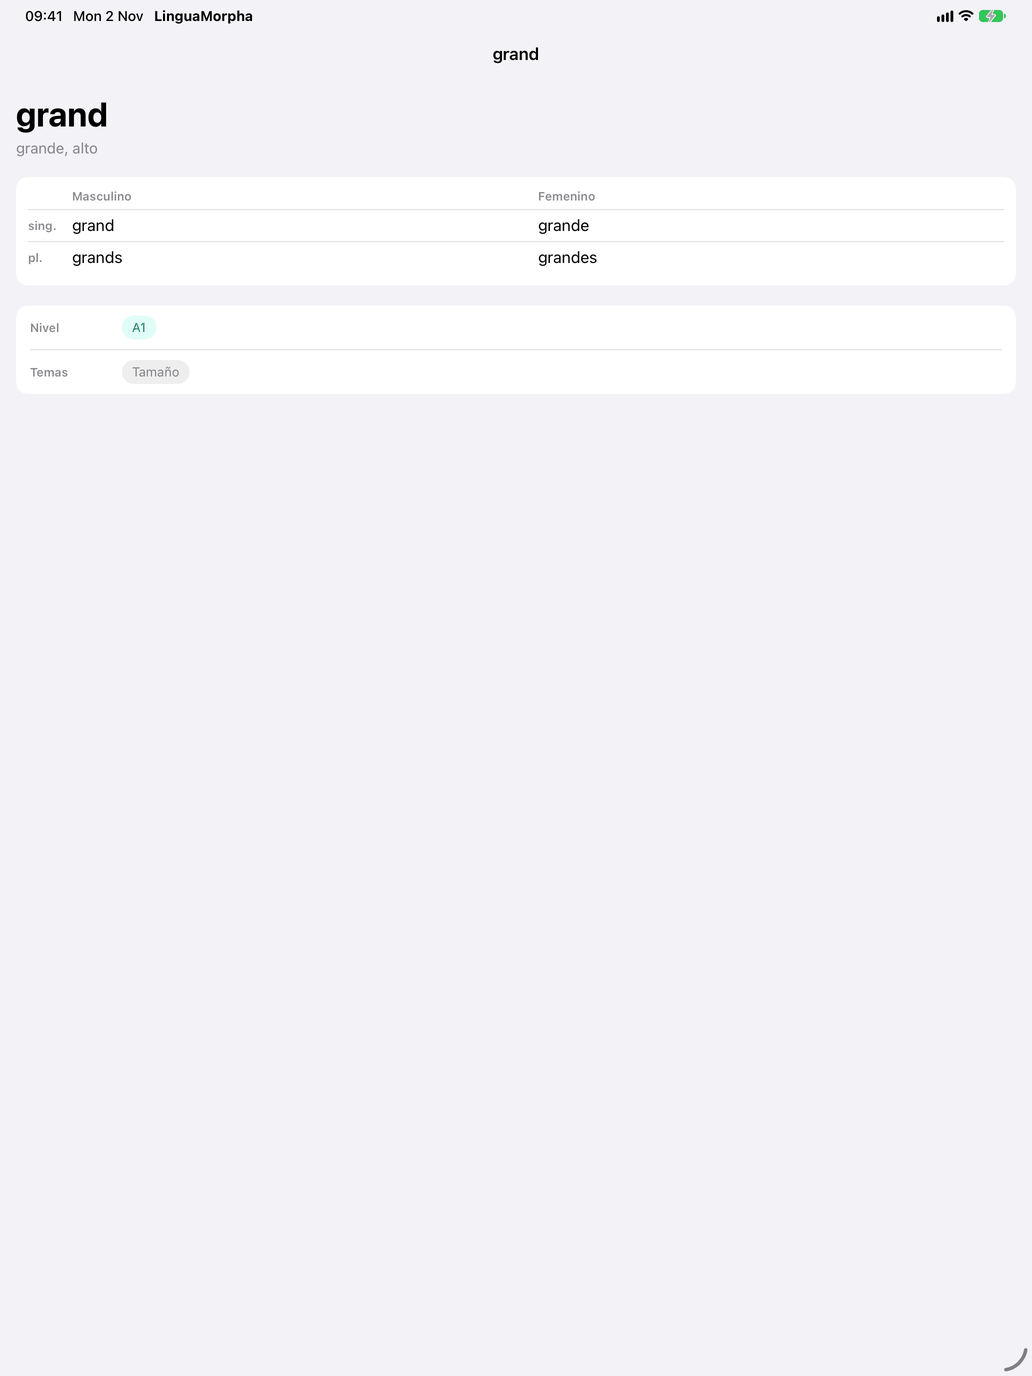 09:41 Mon 2 Nov LinguaMorpha
grand
grand
grande, alto
Masculino Femenino
sing. grand grande
pl. grands grandes
Nivel A1
Temas Tamaño